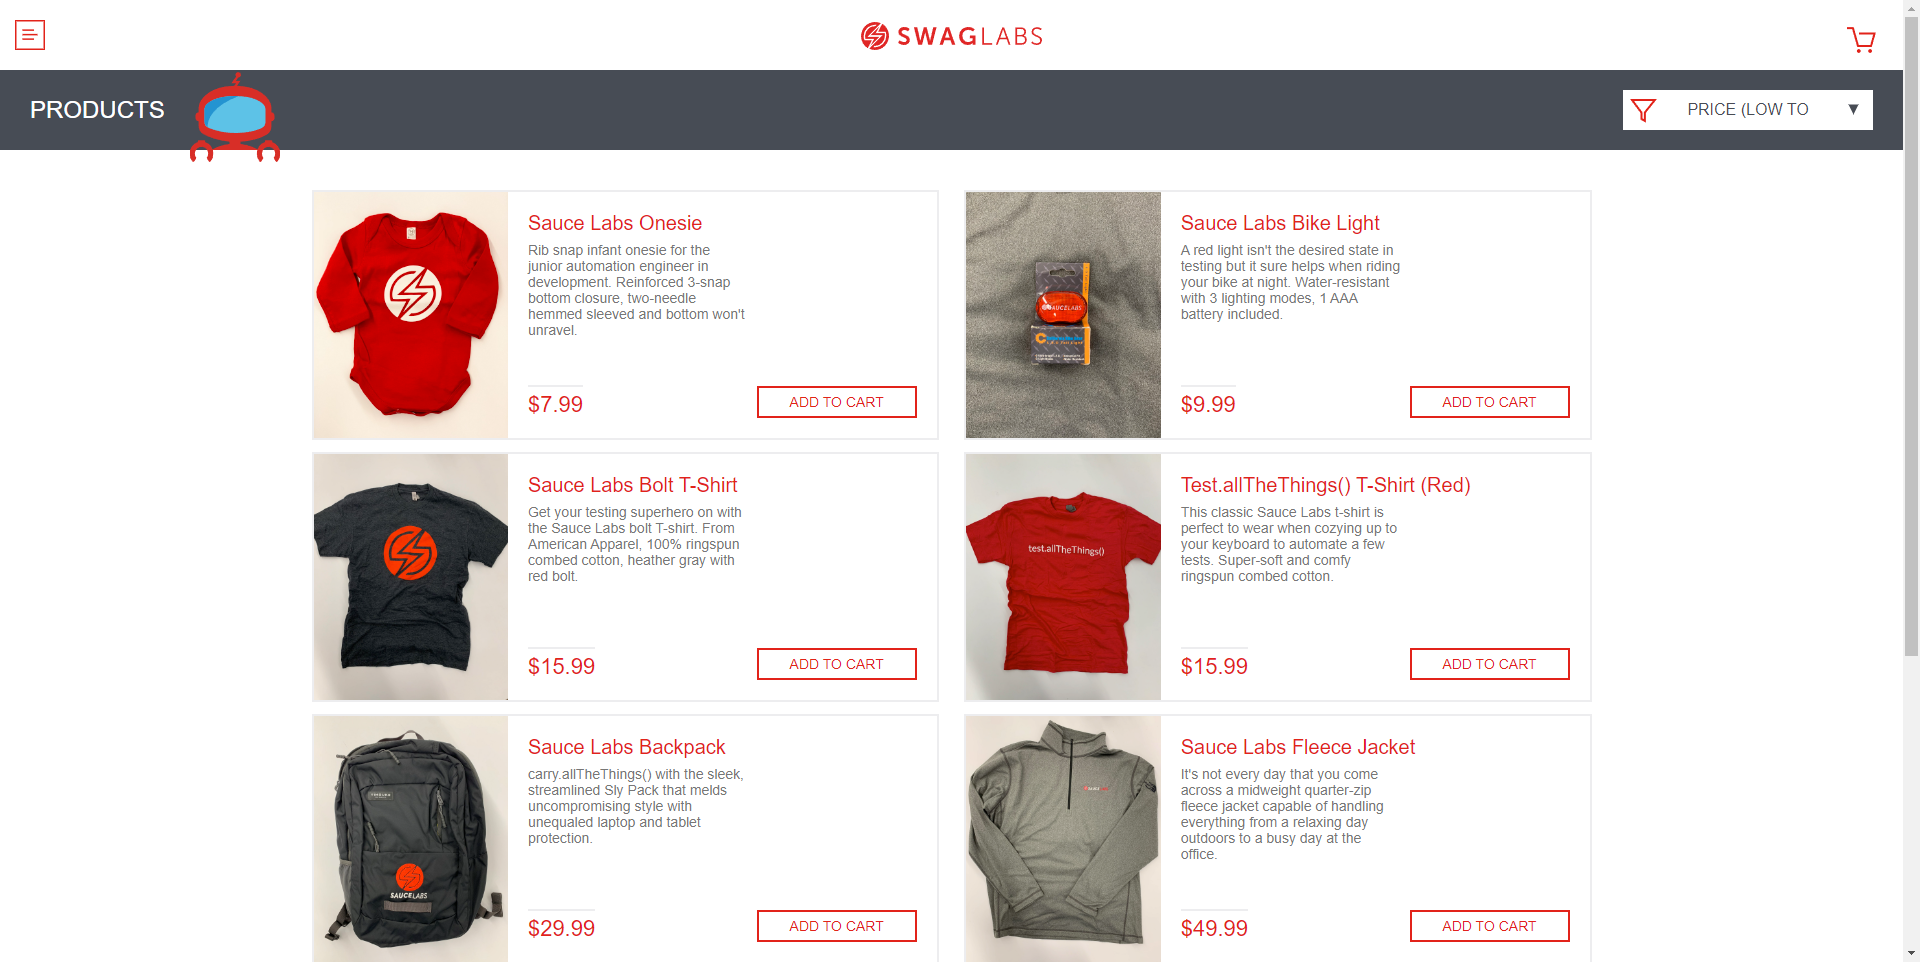 SWAGLABS
PRODUCTS
PRICE (LOW TO
Sauce Labs Onesie
Rib snap infant onesie for the
junior automation engineer in
development. Reinforced 3-snap
bottom closure, two-needle
hemmed sleeved and bottom won't
unravel.
$7.99
ADD TO CART
SAUCELABS
Sauce Labs Bike Light
A red light isn't the desired state in
testing but it sure helps when riding
your bike at night. Water-resistant
with 3 lighting modes, 1 AAA
battery included.
$9.99
ADD TO CART
Sauce Labs Bolt T-Shirt
Get your testing superhero on with
the Sauce Labs bolt T-shirt. From
American Apparel, 100% ringspun
combed cotton, heather gray with
red bolt.
$15.99
ADD TO CART
test.allTheThings()
Test.allTheThings() T-Shirt (Red)
This classic Sauce Labs t-shirt is
perfect to wear when cozying up to
your keyboard to automate a few
tests. Super-soft and comfy
ringspun combed cotton.
$15.99
ADD TO CART
SAUCELABS
Sauce Labs Backpack
carry.allTheThings() with the sleek,
streamlined Sly Pack that melds
uncompromising style with
unequaled laptop and tablet
protection.
$29.99
ADD TO CART
Sauce Labs Fleece Jacket
It's not every day that you come
across a midweight quarter-zip
fleece jacket capable of handling
everything from a relaxing day
outdoors to a busy day at the
office.
$49.99
ADD TO CART